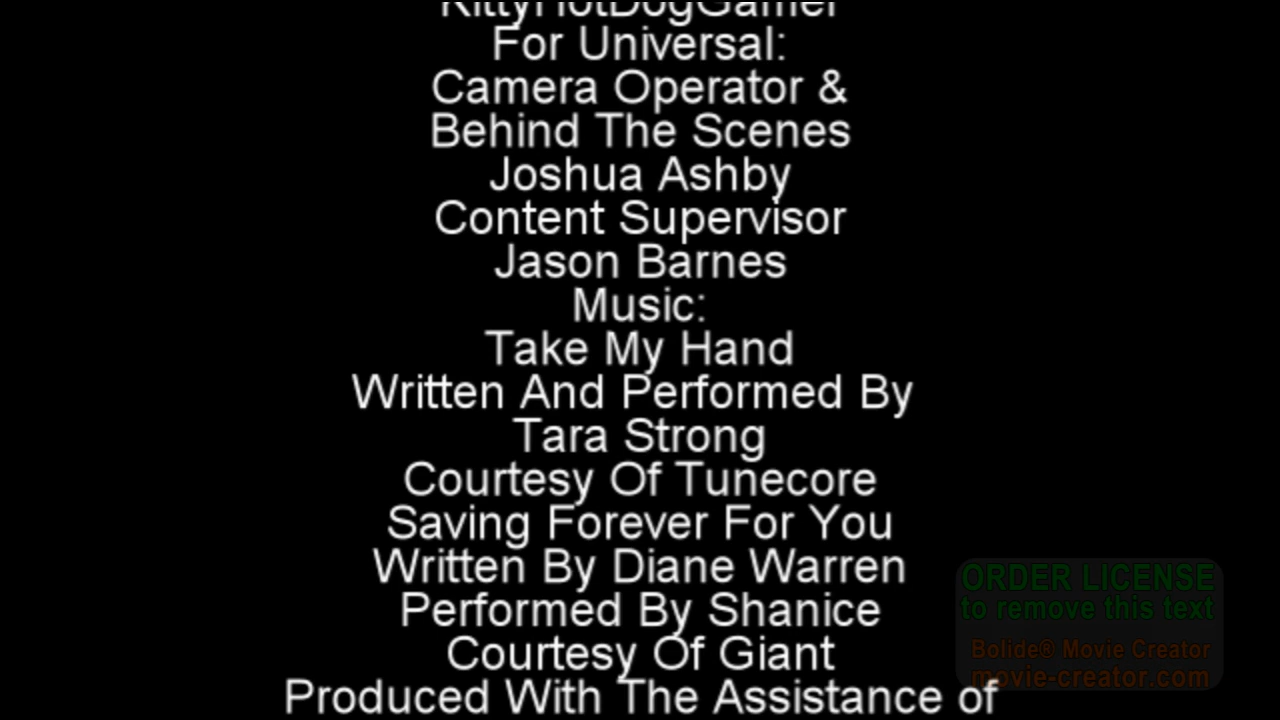 KittyHotDogGamer
For Universal:
Camera Operator &
Behind The Scenes
Joshua Ashby
Content Supervisor
Jason Barnes
Music:
Take My Hand
Written And Performed By
Tara Strong
Courtesy Of Tunecore
Saving Forever For You
Written By Diane Warren
Performed By Shanice
Courtesy Of Giant
Produced With The Assistance of
ORDER LICENSE
to remove this text
Bolide® Movie Creator
movie-creator.com